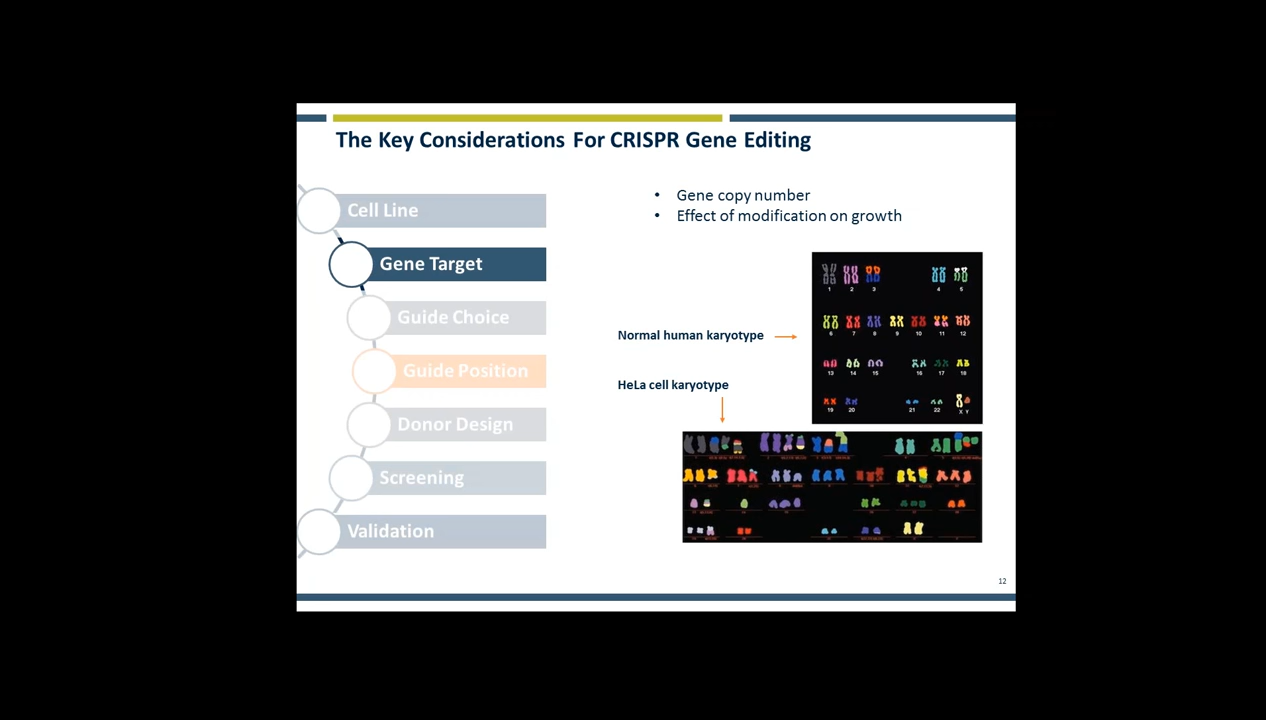 The Key Considerations For CRISPR Gene Editing
Cell Line
Gene Target
Guide Choice
Guide Position
Donor Design
Screening
Validation
• Gene copy number
• Effect of modification on growth
Normal human karyotype
HeLa cell karyotype
1 2 3 4 5
6 7 8 9 10 11 12
13 14 15 16 17 18
19 20 21 22 X Y
12